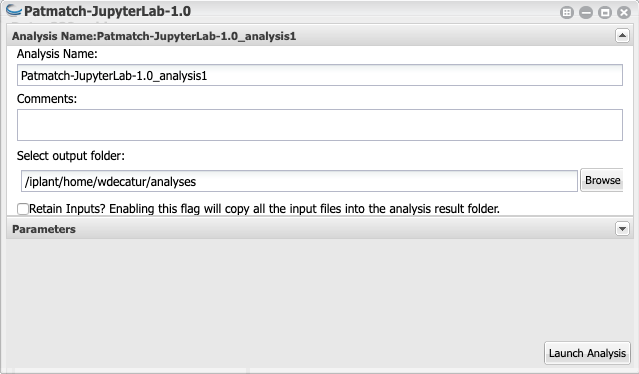 Patmatch-JupyterLab-1.0
Analysis Name:Patmatch-JupyterLab-1.0_analysis1
Analysis Name:
Patmatch-JupyterLab-1.0_analysis1
Comments:
Select output folder:
/iplant/home/wdecatur/analyses
Browse
Retain Inputs? Enabling this flag will copy all the input files into the analysis result folder.
Parameters
Launch Analysis